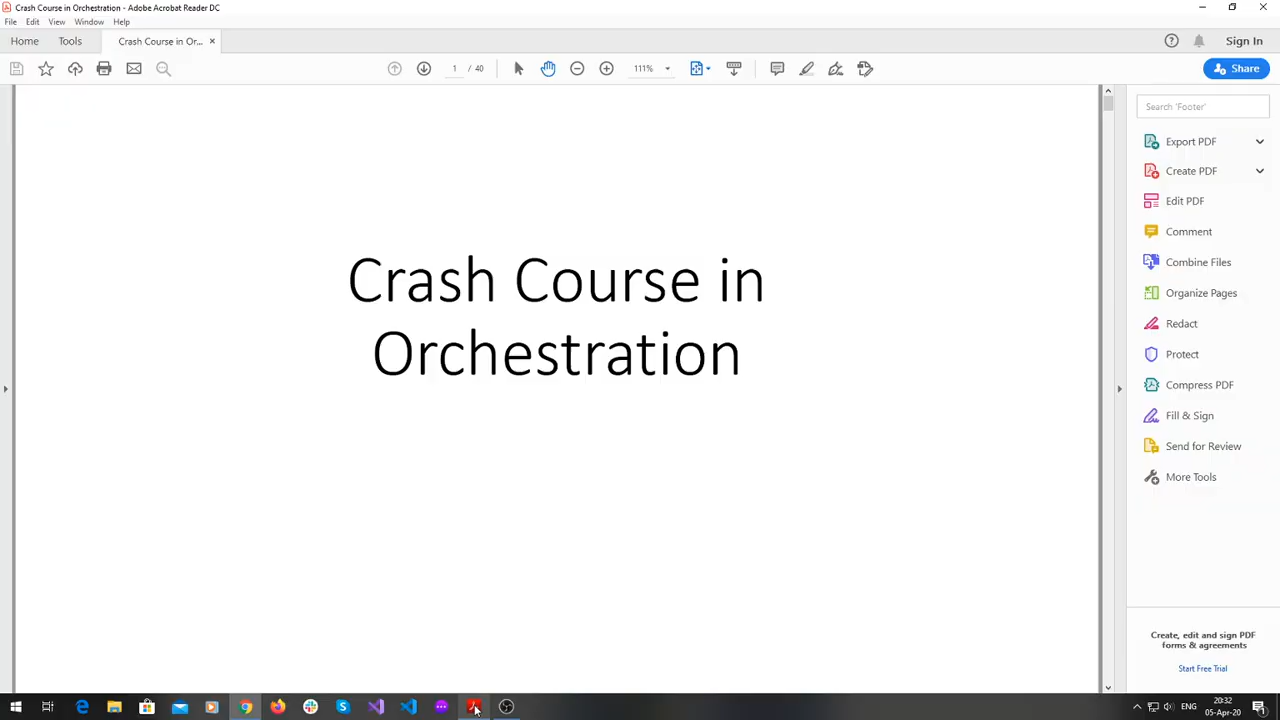 Crash Course in Orchestration - Adobe Acrobat Reader DC
File Edit View Window Help
Home Tools Crash Course in Or... ×
Sign In
1 / 40
111%
Share
Search 'Footer'
Export PDF
Create PDF
Edit PDF
Comment
Combine Files
Organize Pages
Redact
Protect
Compress PDF
Fill & Sign
Send for Review
More Tools
Crash Course in
Orchestration
Create, edit and sign PDF
forms & agreements
Start Free Trial
ENG
20:32
05-Apr-20
1